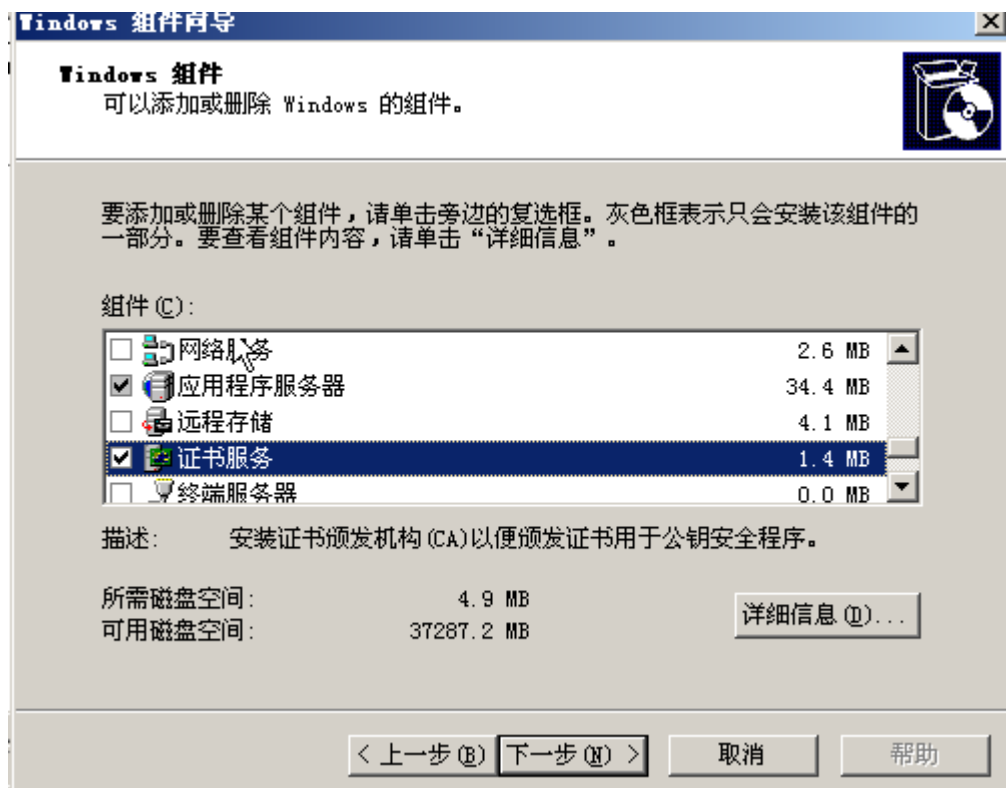 Windows 组件向导
Windows 组件
可以添加或删除 Windows 的组件。
要添加或删除某个组件，请单击旁边的复选框。灰色框表示只会安装该组件的
一部分。要查看组件内容，请单击“详细信息”。
组件(C):
网络服务 2.6 MB
应用程序服务器 34.4 MB
远程存储 4.1 MB
证书服务 1.4 MB
终端服务器 0.0 MB
描述: 安装证书颁发机构(CA)以便颁发证书用于公钥安全程序。
所需磁盘空间: 4.9 MB
可用磁盘空间: 37287.2 MB
详细信息(D)...
< 上一步(B) 下一步(N) > 取消 帮助